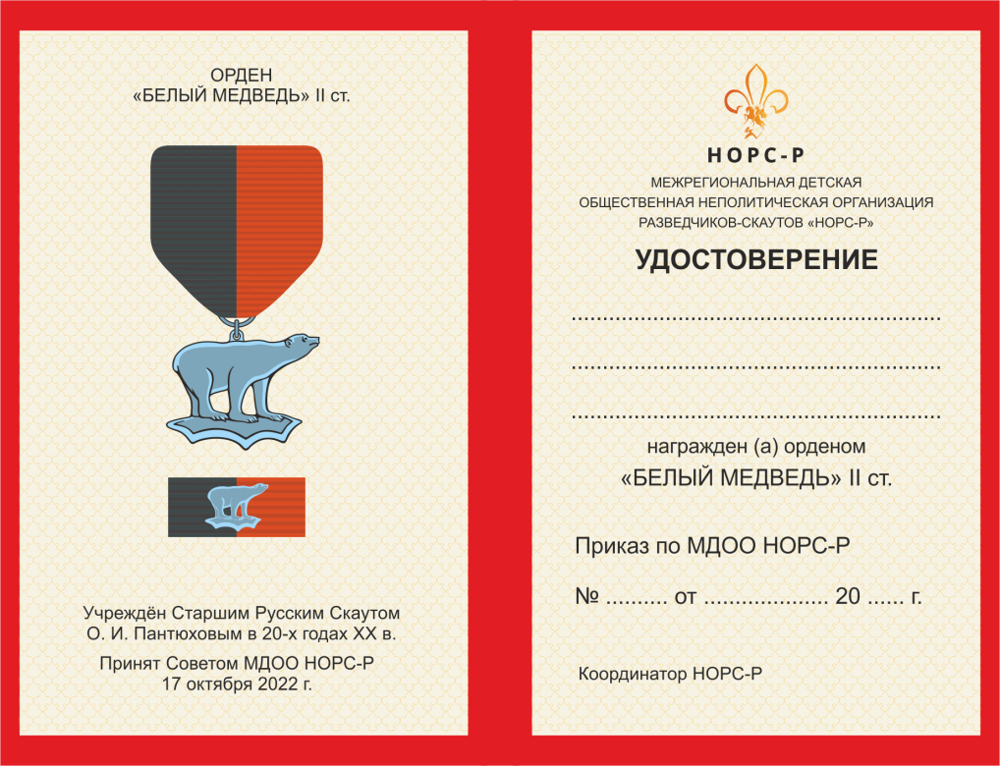 ОРДЕН
«БЕЛЫЙ МЕДВЕДЬ» II ст.
Учреждён Старшим Русским Скаутом
О. И. Пантюховым в 20-х годах XX в.
Принят Советом МДОО НОРС-Р
17 октября 2022 г.
НОРС-Р
МЕЖРЕГИОНАЛЬНАЯ ДЕТСКАЯ
ОБЩЕСТВЕННАЯ НЕПОЛИТИЧЕСКАЯ ОРГАНИЗАЦИЯ
РАЗВЕДЧИКОВ-СКАУТОВ «НОРС-Р»
УДОСТОВЕРЕНИЕ
...........................................................
...........................................................
...........................................................
награжден (а) орденом
«БЕЛЫЙ МЕДВЕДЬ» II ст.
Приказ по МДОО НОРС-Р
№ .......... от .................... 20 ...... г.
Координатор НОРС-Р